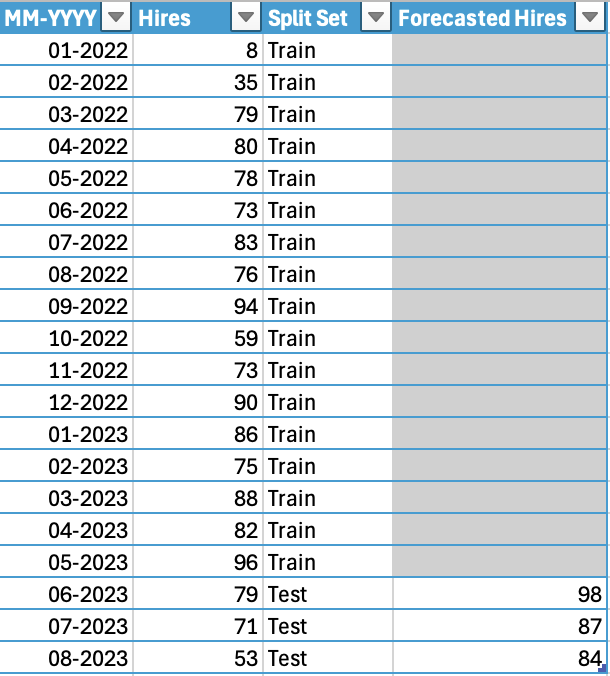 MM-YYYY Hires Split Set Forecasted Hires
01-2022 8 Train
02-2022 35 Train
03-2022 79 Train
04-2022 80 Train
05-2022 78 Train
06-2022 73 Train
07-2022 83 Train
08-2022 76 Train
09-2022 94 Train
10-2022 59 Train
11-2022 73 Train
12-2022 90 Train
01-2023 86 Train
02-2023 75 Train
03-2023 88 Train
04-2023 82 Train
05-2023 96 Train
06-2023 79 Test 98
07-2023 71 Test 87
08-2023 53 Test 84